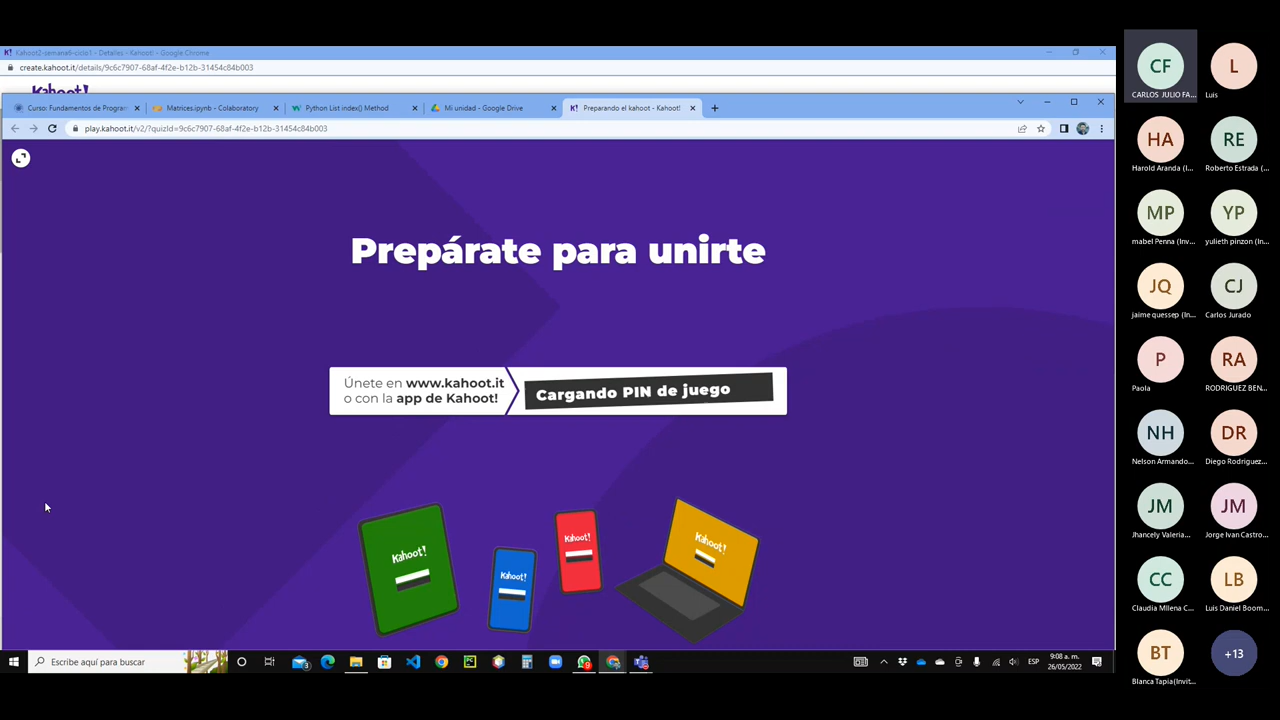 Kahoot2-semana6-ciclo1 - Detalles - Kahoot! - Google Chrome
create.kahoot.it/details/9c6c7907-68af-4f2e-b12b-31454c84b003
Kahoot!
Curso: Fundamentos de Program
Matrices.ipynb - Colaboratory
Python List index() Method
Mi unidad - Google Drive
Preparando el kahoot - Kahoot!
play.kahoot.it/v2/?quizId=9c6c7907-68af-4f2e-b12b-31454c84b003
Prepárate para unirte
Únete en www.kahoot.it
o con la app de Kahoot!
Cargando PIN de juego
Kahoot!
Kahoot!
Kahoot!
Kahoot!
Escribe aquí para buscar
3
ESP
9:08 a. m.
26/05/2022
CF
CARLOS JULIO FA...
L
Luis
HA
Harold Aranda (I...
RE
Roberto Estrada (...
MP
mabel Penna (Inv...
YP
yulieth pinzon (In...
JQ
jaime quessep (In...
CJ
Carlos Jurado
P
Paola
RA
RODRIGUEZ BEN...
NH
Nelson Armando...
DR
Diego Rodriguez...
JM
Jhancely Valeria...
JM
Jorge Ivan Castro...
CC
Claudia MIlena C...
LB
Luis Daniel Boom...
BT
Blanca Tapia(Invit...
+13